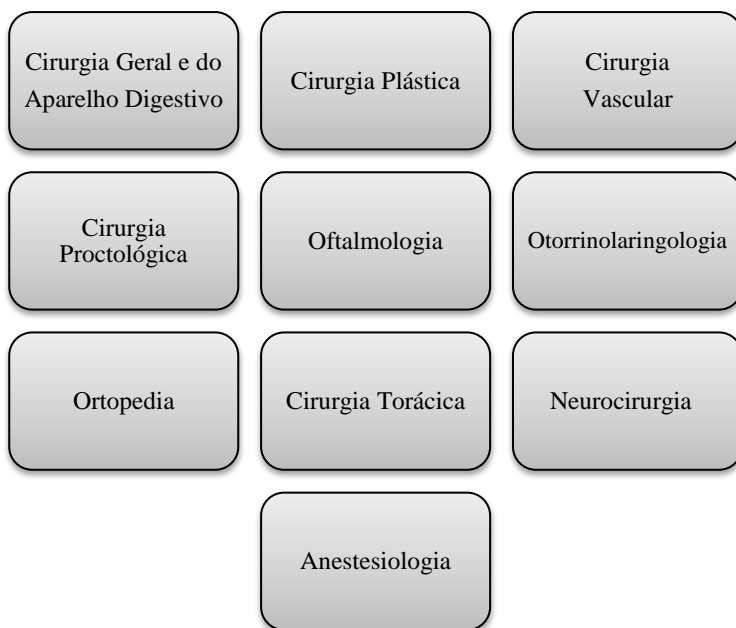 Cirurgia Geral e do
Aparelho Digestivo
Cirurgia Plástica
Cirurgia
Vascular
Cirurgia
Proctológica
Oftalmologia
Otorrinolaringologia
Ortopedia
Cirurgia Torácica
Neurocirurgia
Anestesiologia